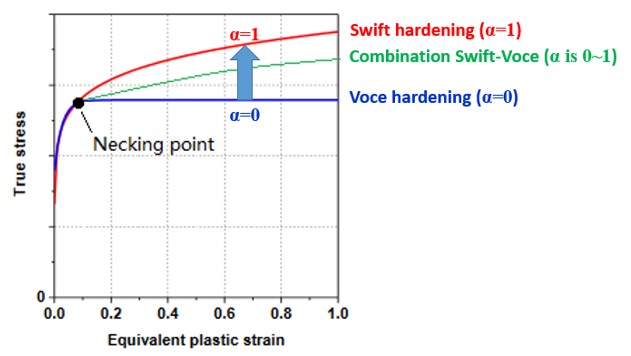 α=1
Swift hardening (α=1)
Combination Swift-Voce (α is 0~1)
Voce hardening (α=0)
α=0
Necking point
True stress
0
0.0 0.2 0.4 0.6 0.8 1.0
Equivalent plastic strain